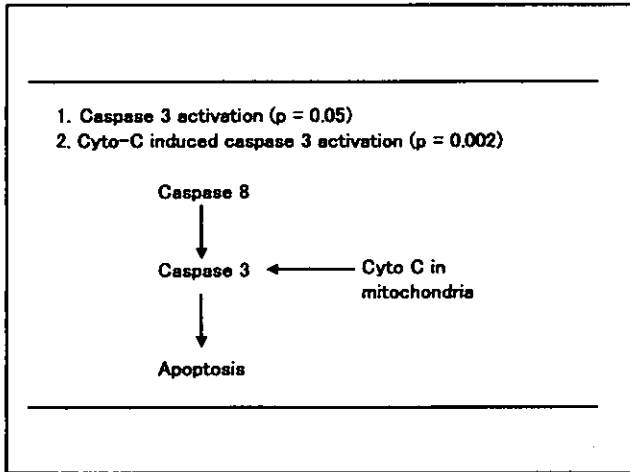 1. Caspase 3 activation (p = 0.05)
2. Cyto-C induced caspase 3 activation (p = 0.002)
Caspase 8
Caspase 3
Cyto C in
mitochondria
Apoptosis